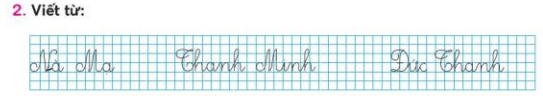 2. Viết từ:
Nà Ma Thanh Minh Đức Thanh